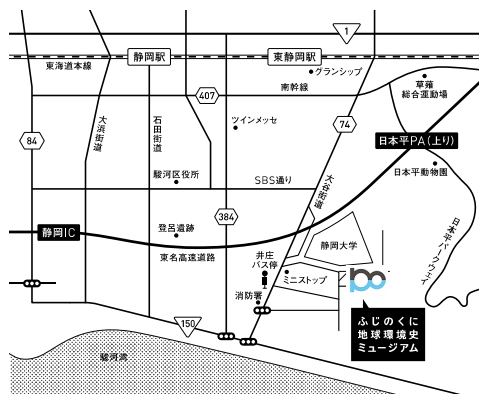 1
静岡駅
東静岡駅
東海道本線
グランシップ
南幹線
草薙
総合運動場
407
ツインメッセ
74
84
大浜街道
石田街道
日本平PA(上り)
日本平動物園
駿河区役所
SBS通り
大谷街道
384
静岡IC
登呂遺跡
静岡大学
日本平パークウェイ
東名高速道路
井庄
バス停
ミニストップ
消防署
150
ふじのくに
地球環境史
ミュージアム
駿河湾